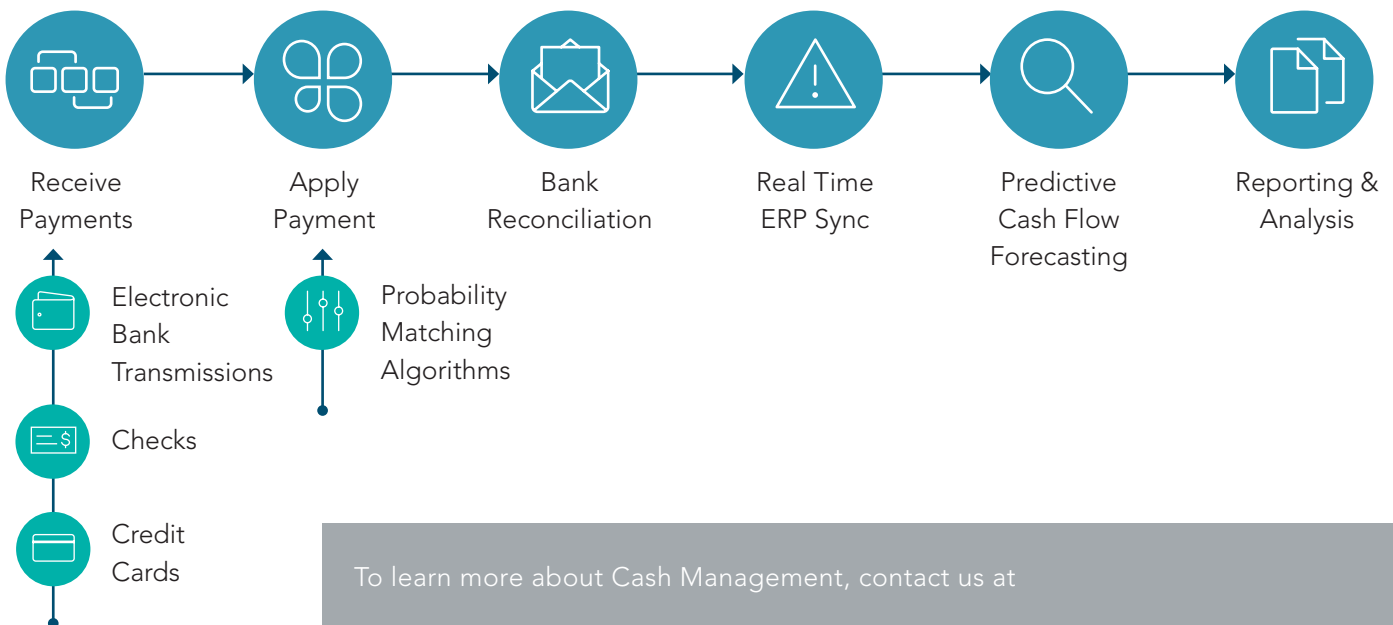 Receive
Payments
Apply
Payment
Bank
Reconciliation
Real Time
ERP Sync
Predictive
Cash Flow
Forecasting
Reporting &
Analysis
Electronic
Bank
Transmissions
Probability
Matching
Algorithms
$
Checks
Credit
Cards
To learn more about Cash Management, contact us at